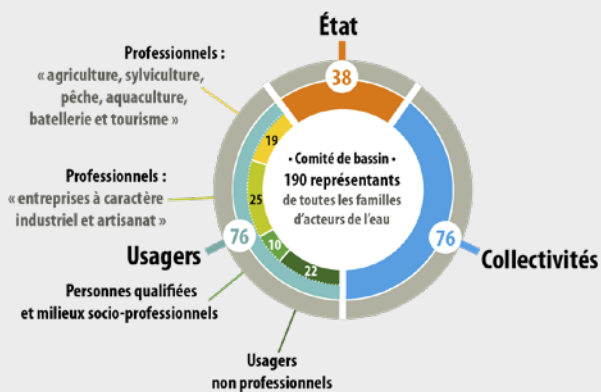 État
38
Professionnels :
« agriculture, sylviculture,
pêche, aquaculture,
batellerie et tourisme »
19
• Comité de bassin •
190 représentants
de toutes les familles
d'acteurs de l'eau
Professionnels :
« entreprises à caractère
industriel et artisanat »
25
Usagers
76
10
22
76
Collectivités
Personnes qualifiées
et milieux socio-professionnels
Usagers
non professionnels